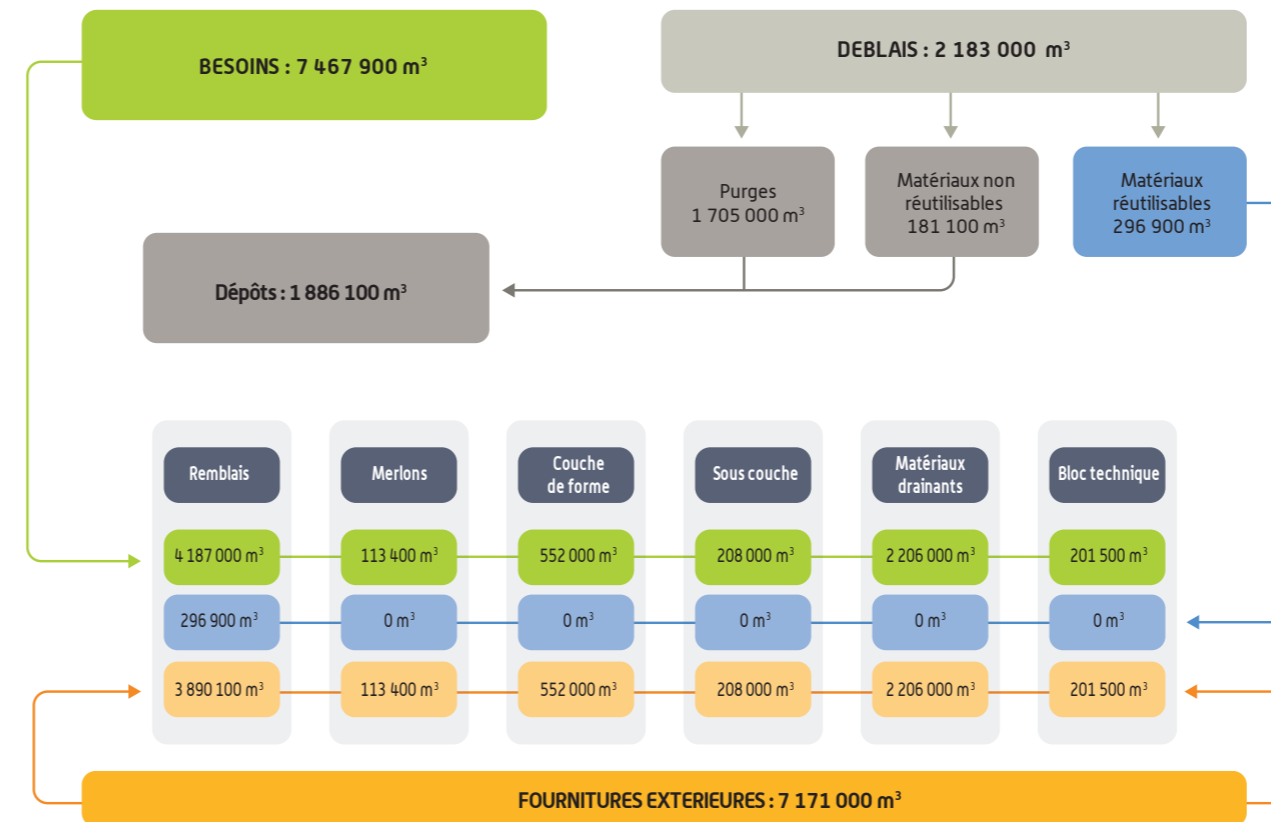 BESOINS : 7 467 900 m³
DEBLAIS : 2 183 000 m³
Purges
1 705 000 m³
Matériaux non
réutilisables
181 100 m³
Matériaux
réutilisables
296 900 m³
Dépôts : 1 886 100 m³
Remblais
Merlons
Couche
de forme
Sous couche
Matériaux
drainants
Bloc technique
4 187 000 m³
113 400 m³
552 000 m³
208 000 m³
2 206 000 m³
201 500 m³
296 900 m³
0 m³
0 m³
0 m³
0 m³
0 m³
3 890 100 m³
113 400 m³
552 000 m³
208 000 m³
2 206 000 m³
201 500 m³
FOURNITURES EXTERIEURES : 7 171 000 m³